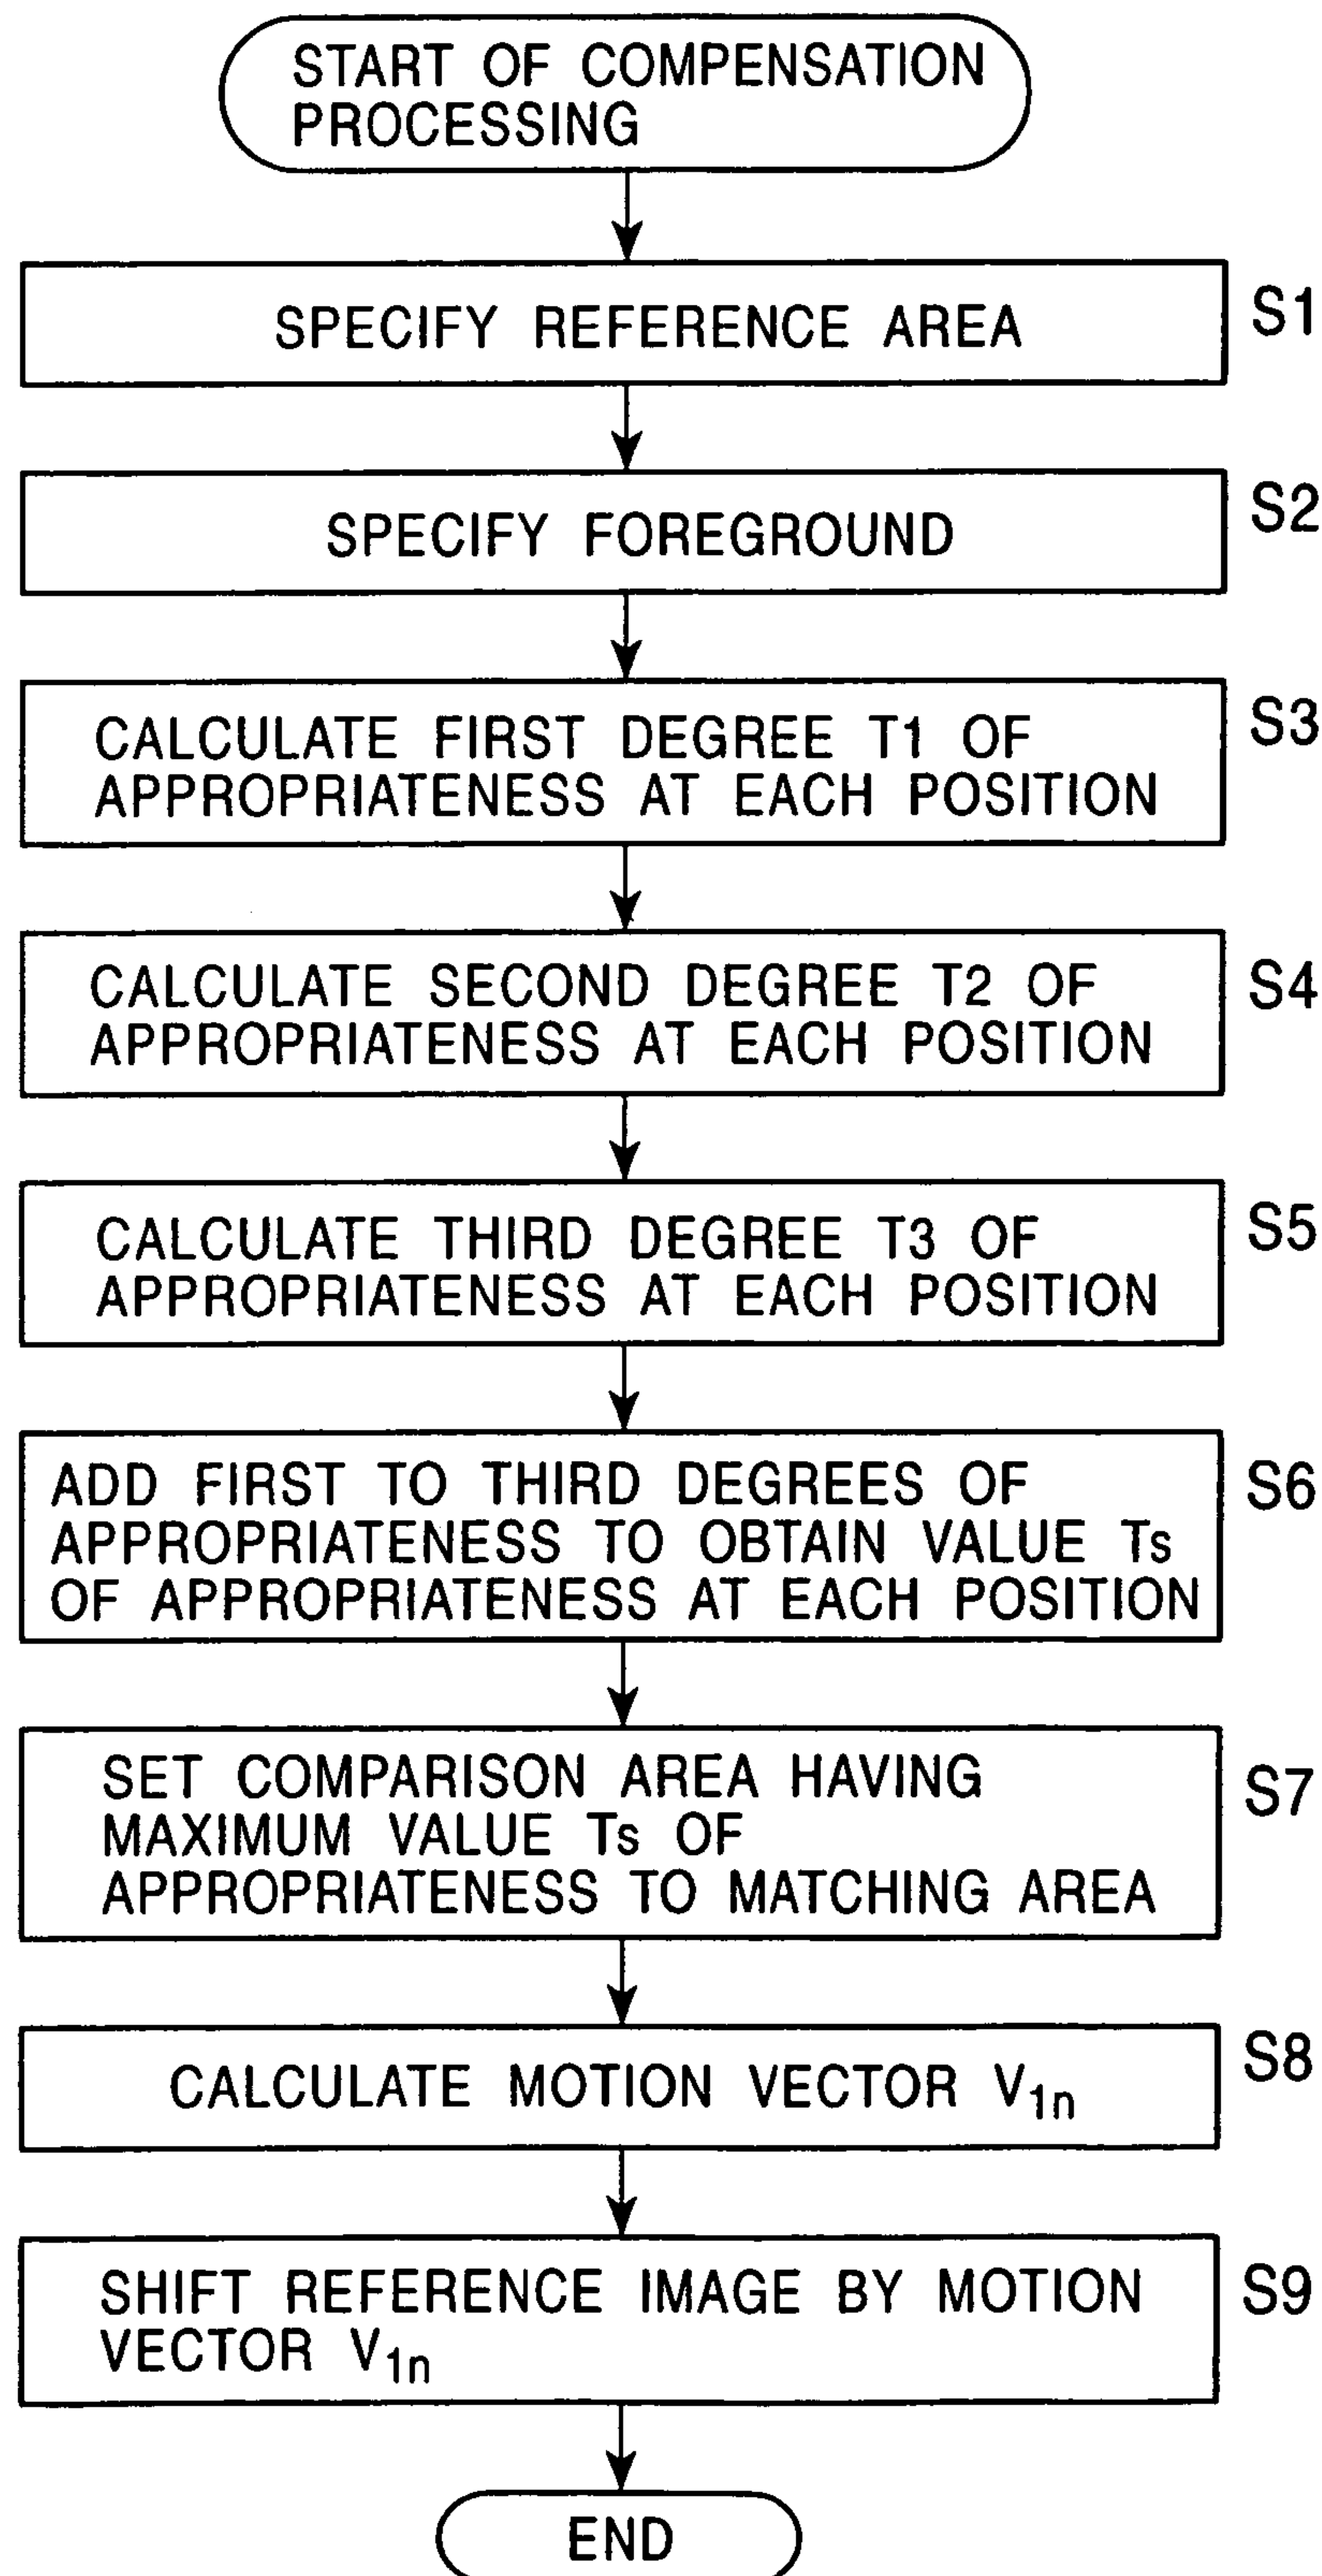 START OF COMPENSATION
PROCESSING
SPECIFY REFERENCE AREA
S1
SPECIFY FOREGROUND
S2
CALCULATE FIRST DEGREE T1 OF
APPROPRIATENESS AT EACH POSITION
S3
CALCULATE SECOND DEGREE T2 OF
APPROPRIATENESS AT EACH POSITION
S4
CALCULATE THIRD DEGREE T3 OF
APPROPRIATENESS AT EACH POSITION
S5
ADD FIRST TO THIRD DEGREES OF
APPROPRIATENESS TO OBTAIN VALUE Ts
OF APPROPRIATENESS AT EACH POSITION
S6
SET COMPARISON AREA HAVING
MAXIMUM VALUE Ts OF
APPROPRIATENESS TO MATCHING AREA
S7
CALCULATE MOTION VECTOR V1n
S8
SHIFT REFERENCE IMAGE BY MOTION
VECTOR V1n
S9
END